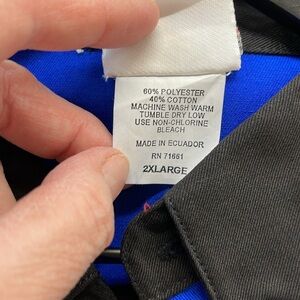 60% POLYESTER
40% COTTON
MACHINE WASH WARM
TUMBLE DRY LOW
USE NON-CHLORINE
BLEACH
MADE IN ECUADOR
RN 71661
2XLARGE